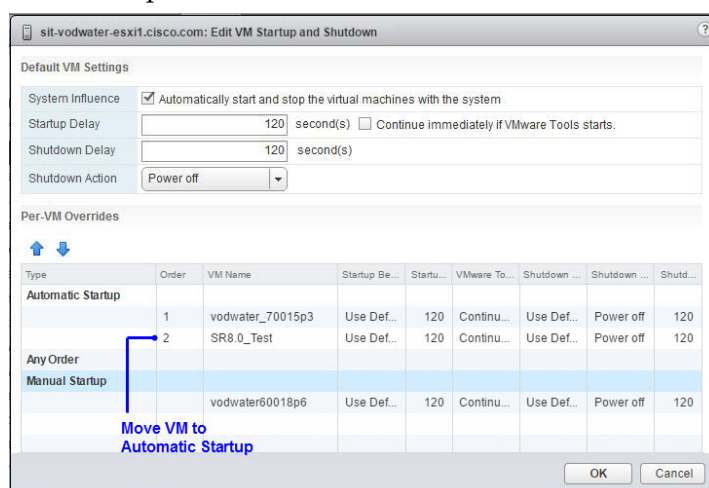 sit-vodwater-esxi1.cisco.com: Edit VM Startup and Shutdown ?
Default VM Settings
System Influence Automatically start and stop the virtual machines with the system
Startup Delay 120 second(s) Continue immediately if VMware Tools starts.
Shutdown Delay 120 second(s)
Shutdown Action Power off
Per-VM Overrides
Type Order VM Name Startup Be... Startu... VMware To... Shutdown ... Shutdown ... Shutd...
Automatic Startup
1 vodwater_70015p3 Use Def... 120 Continu... Use Def... Power off 120
2 SR8.0_Test Use Def... 120 Continu... Use Def... Power off 120
Any Order
Manual Startup
vodwater60018p6 Use Def... 120 Continu... Use Def... Power off 120
Move VM to
Automatic Startup
OK Cancel